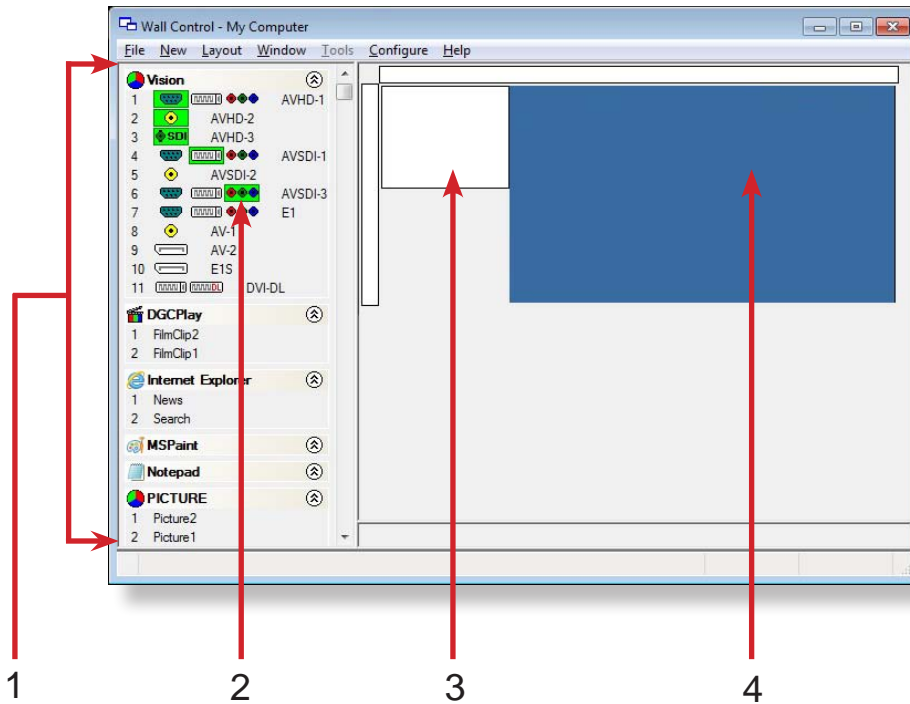 Wall Control - My Computer
File New Layout Window Tools Configure Help
Vision
1 AVHD-1
2 AVHD-2
3 SDI AVHD-3
4 AVSDI-1
5 AVSDI-2
6 AVSDI-3
7 E1
8 AV-1
9 AV-2
10 E1S
11 DL DVI-DL
DGCPlay
1 FilmClip2
2 FilmClip1
Internet Explorer
1 News
2 Search
MSPaint
Notepad
PICTURE
1 Picture2
2 Picture1
1 2 3 4